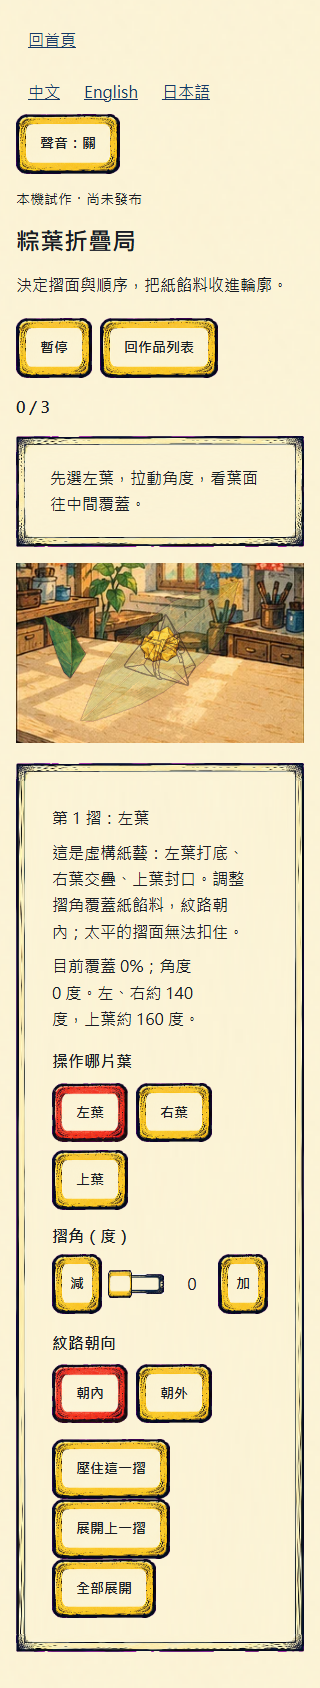 回首頁
中文 English 日本語
聲音：關
本機試作・尚未發布
粽葉折疊局
決定摺面與順序，把紙餡料收進輪廓。
暫停 回作品列表
0 / 3
先選左葉，拉動角度，看葉面
往中間覆蓋。
第 1 摺：左葉
這是虛構紙藝：左葉打底、
右葉交疊、上葉封口。調整
摺角覆蓋紙餡料，紋路朝
內；太平的摺面無法扣住。
目前覆蓋 0%；角度
0 度。左、右約 140
度，上葉約 160 度。
操作哪片葉
左葉 右葉
上葉
摺角（度）
減 0 加
紋路朝向
朝內 朝外
壓住這一摺
展開上一摺
全部展開